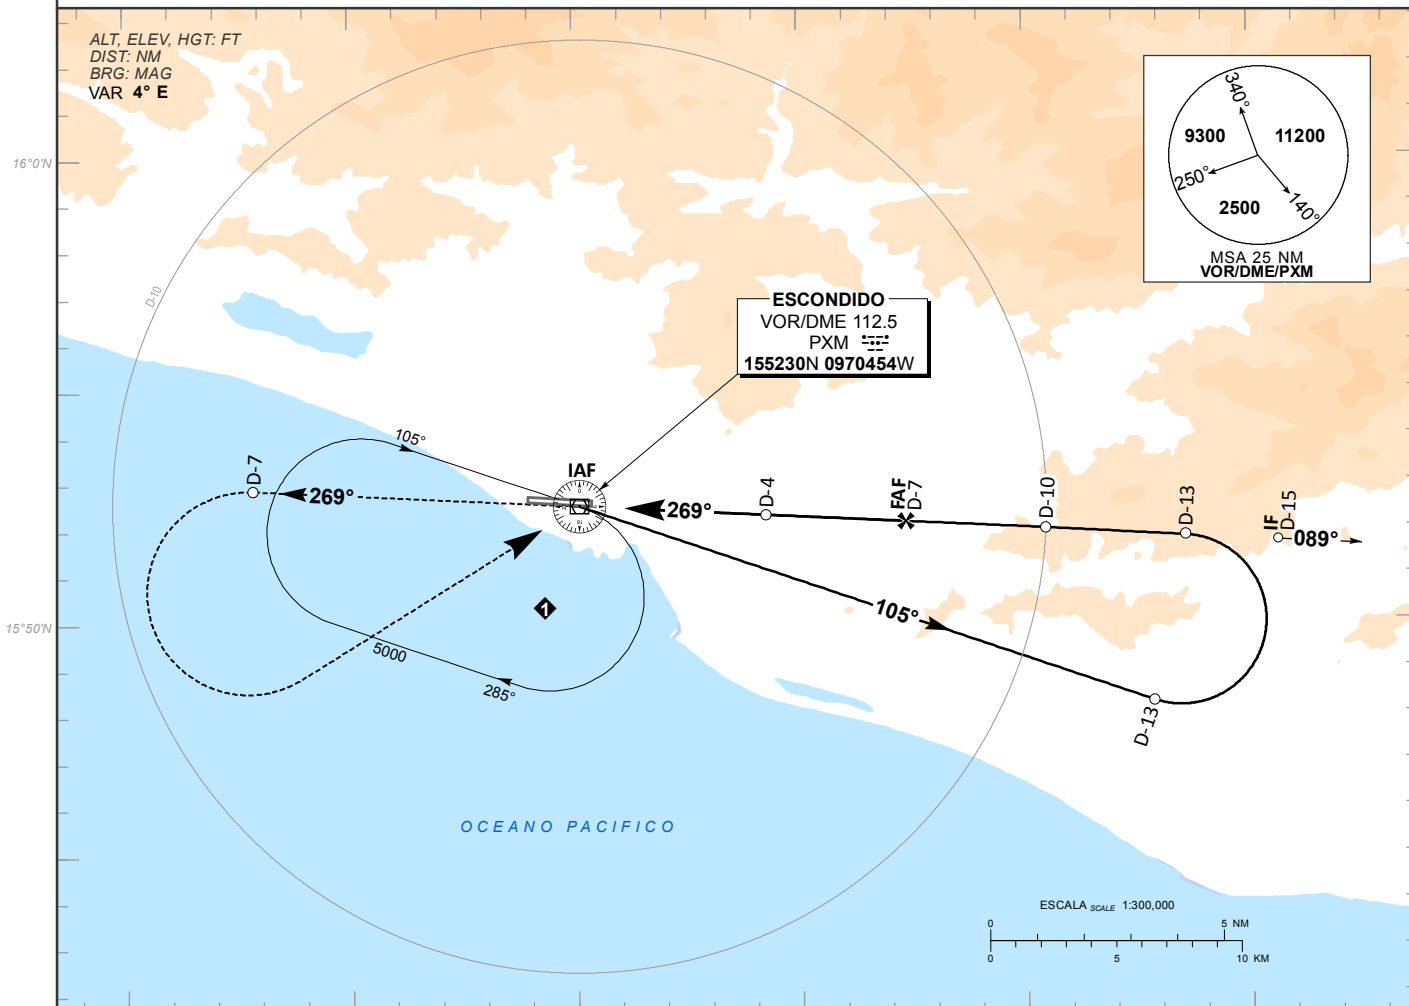 ALT, ELEV, HGT: FT
DIST: NM
BRG: MAG
VAR 4° E
16°0'N
15°50'N
D-10
340°
9300
11200
250°
140°
2500
MSA 25 NM
VOR/DME/PXM
ESCONDIDO
VOR/DME 112.5
PXM
155230N 0970454W
105°
IAF
D-7
269°
269°
D-4
FAF
D-7
D-10
D-13
IF
D-15
089°
105°
D-13
1
5000
285°
OCEANO PACIFICO
ESCALA SCALE 1:300,000
0 5 NM
0 5 10 KM